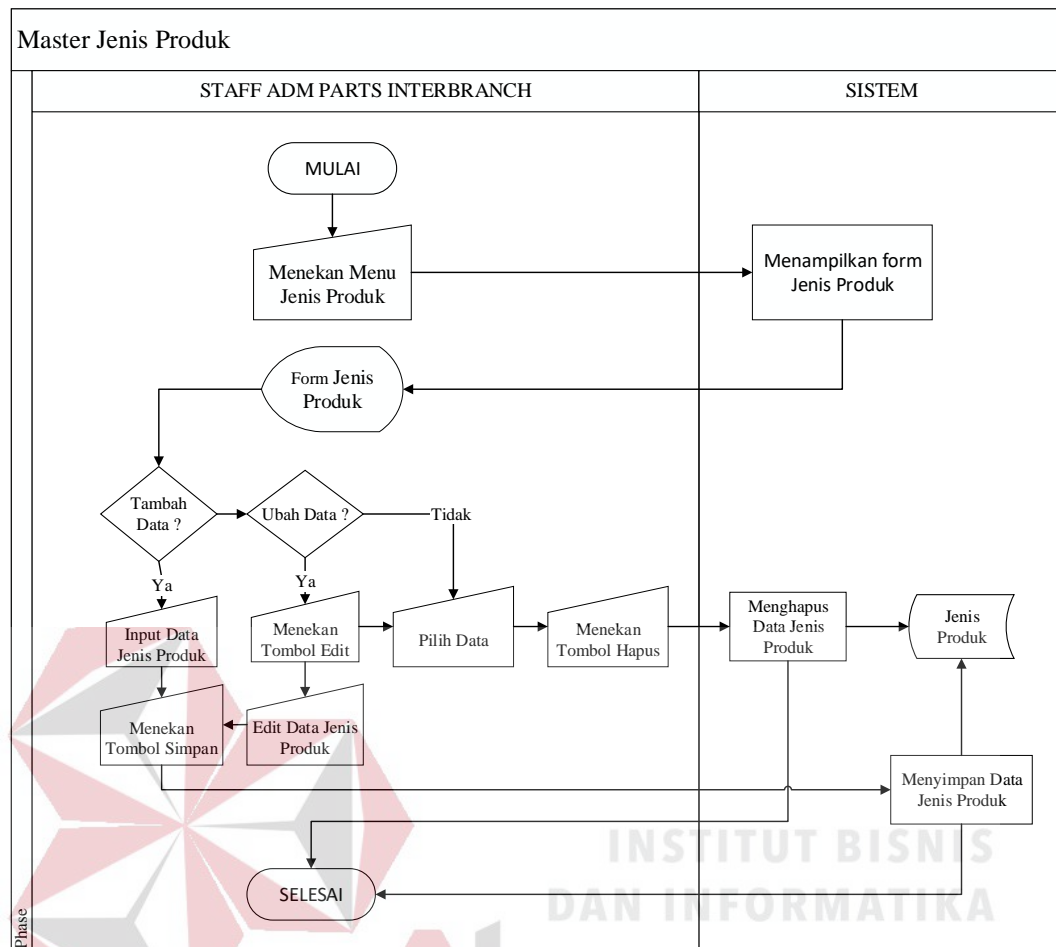 Master Jenis Produk
STAFF ADM PARTS INTERBRANCH
SISTEM
MULAI
Menekan Menu
Jenis Produk
Menampilkan form
Jenis Produk
Form Jenis
Produk
Tambah
Data ?
Ubah Data ?
Tidak
Ya
Ya
Input Data
Jenis Produk
Menekan
Tombol Edit
Pilih Data
Menekan
Tombol Hapus
Menghapus
Data Jenis
Produk
Jenis
Produk
Menekan
Tombol Simpan
Edit Data Jenis
Produk
Menyimpan Data
Jenis Produk
SELESAI
INSTITUT BISNIS
DAN INFORMATIKA
Phase